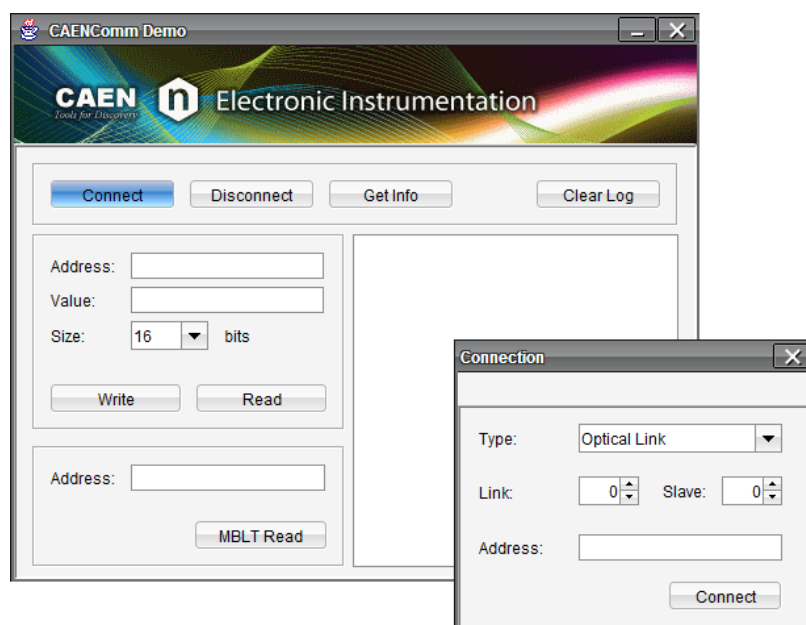 CAENComm Demo
CAEN
Tools for Discovery
n
Electronic Instrumentation
Connect Disconnect Get Info Clear Log
Address:
Value:
Size: 16 bits
Write Read
Address:
MBLT Read
Connection
Type: Optical Link
Link: 0 Slave: 0
Address:
Connect